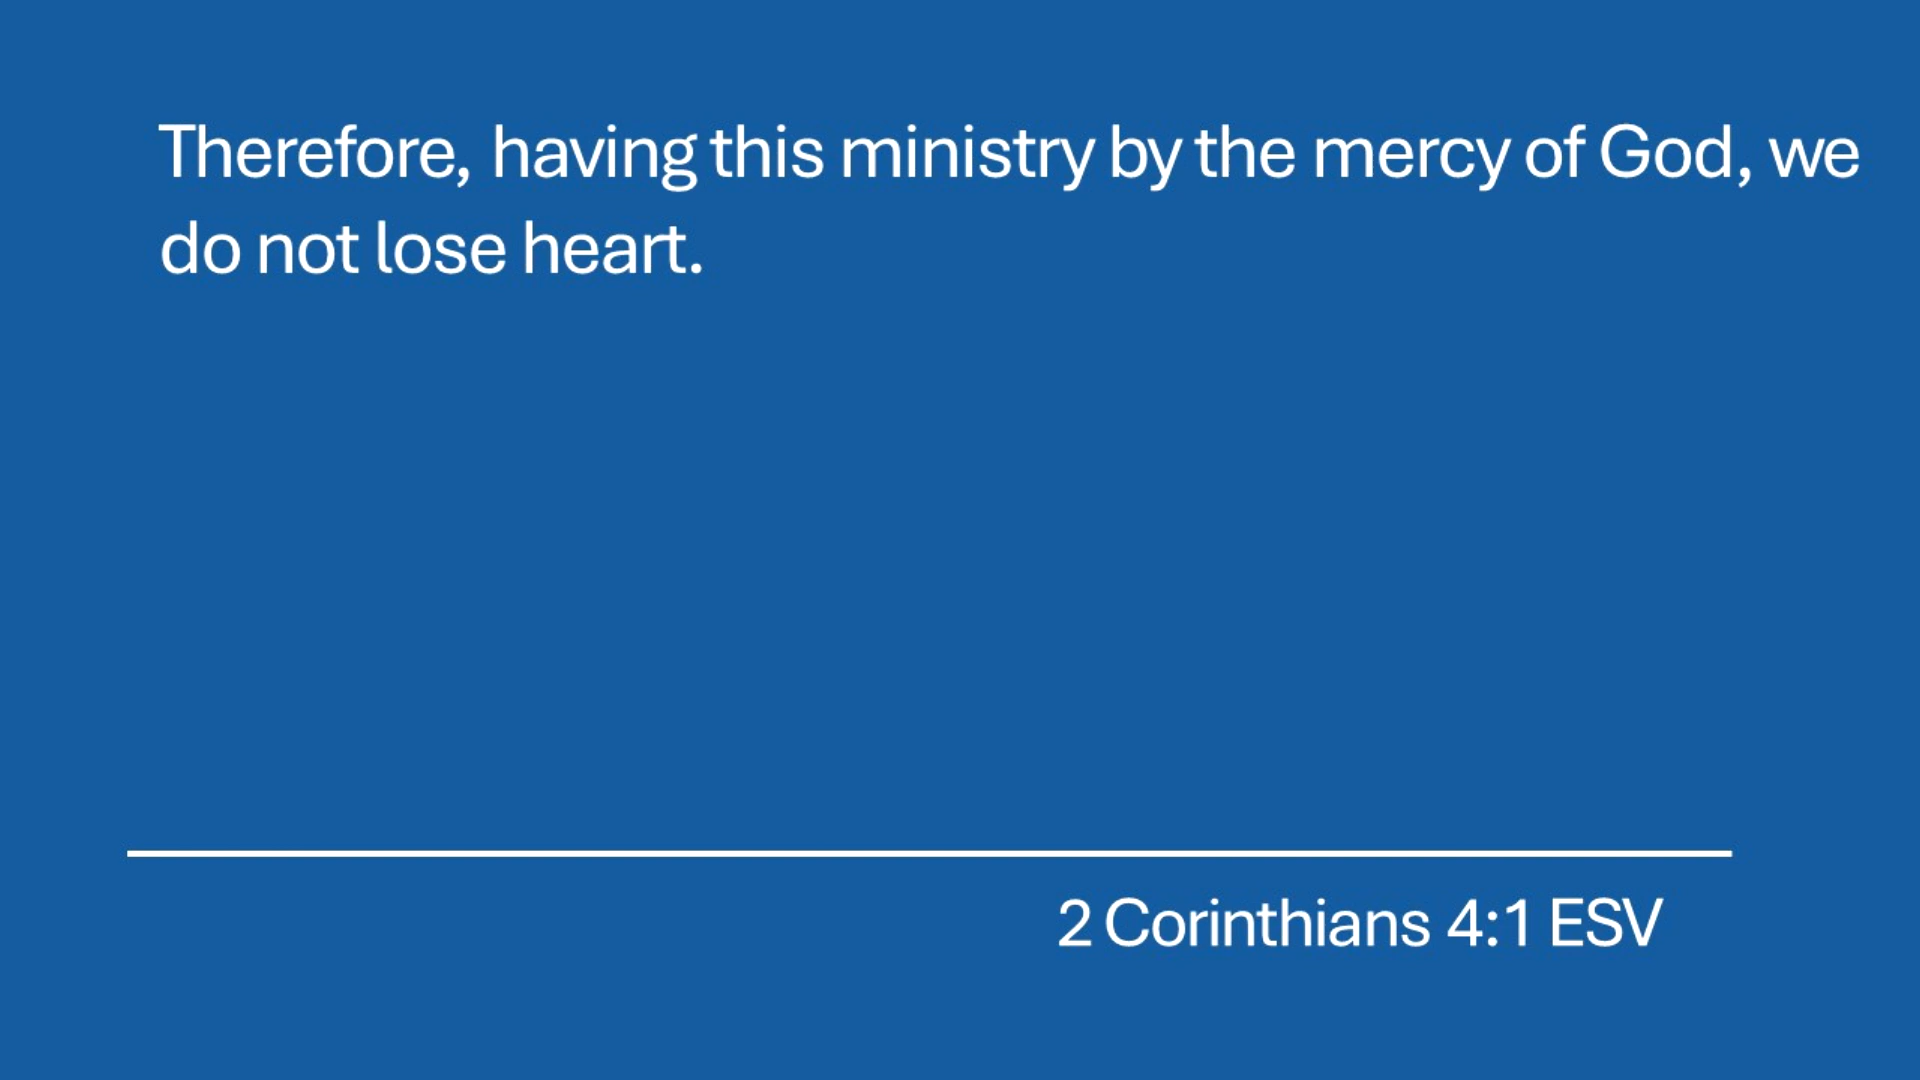 Therefore, having this ministry by the mercy of God, we
do not lose heart.
2 Corinthians 4:1 ESV